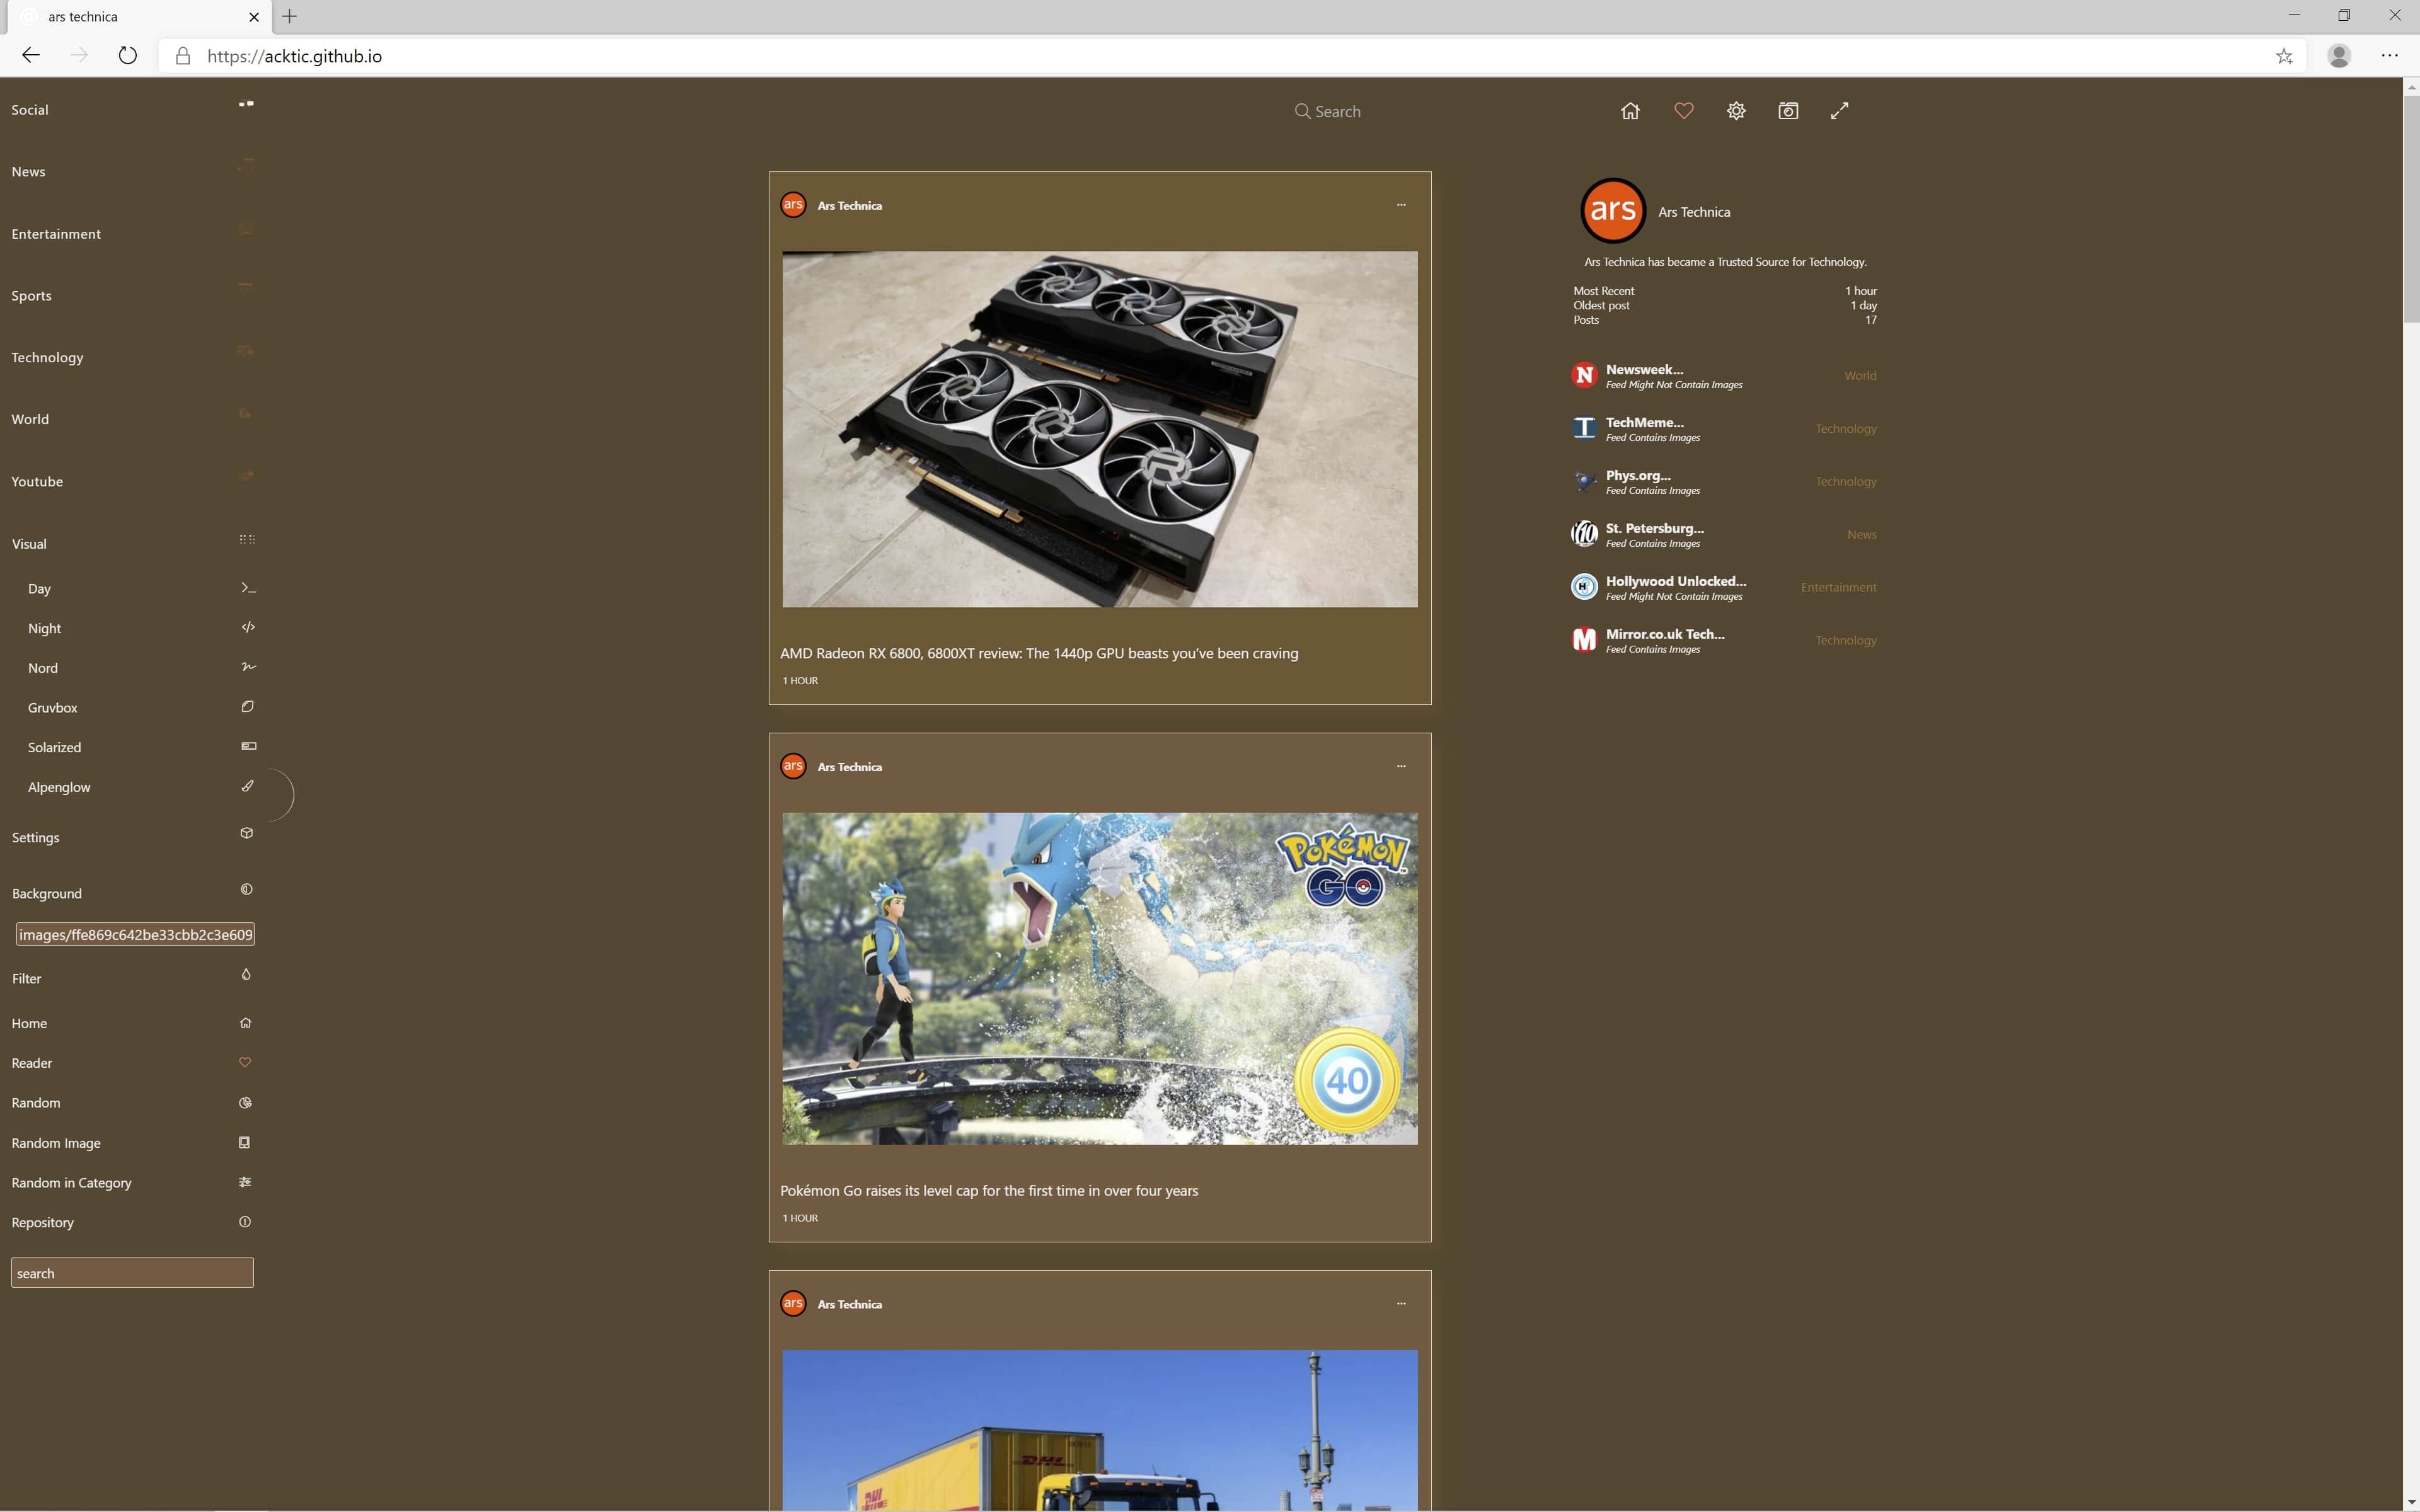 ars technica
https://acktic.github.io
Social
News
Entertainment
Sports
Technology
World
Youtube
Visual
Day
Night
Nord
Gruvbox
Solarized
Alpenglow
Settings
Background
images/ffe869c642be33cbb2c3e609
Filter
Home
Reader
Random
Random Image
Random in Category
Repository
search
Search
ars Ars Technica
AMD Radeon RX 6800, 6800XT review: The 1440p GPU beasts you've been craving
1 HOUR
ars Ars Technica
POKéMON
GO
40
Pokémon Go raises its level cap for the first time in over four years
1 HOUR
ars Ars Technica
DHL
DHL
ars Ars Technica
Ars Technica has became a Trusted Source for Technology.
Most Recent 1 hour
Oldest post 1 day
Posts 17
N Newsweek... World
Feed Might Not Contain Images
T TechMeme... Technology
Feed Contains Images
Phys.org... Technology
Feed Contains Images
10 St. Petersburg... News
Feed Contains Images
H Hollywood Unlocked... Entertainment
Feed Might Not Contain Images
M Mirror.co.uk Tech... Technology
Feed Contains Images